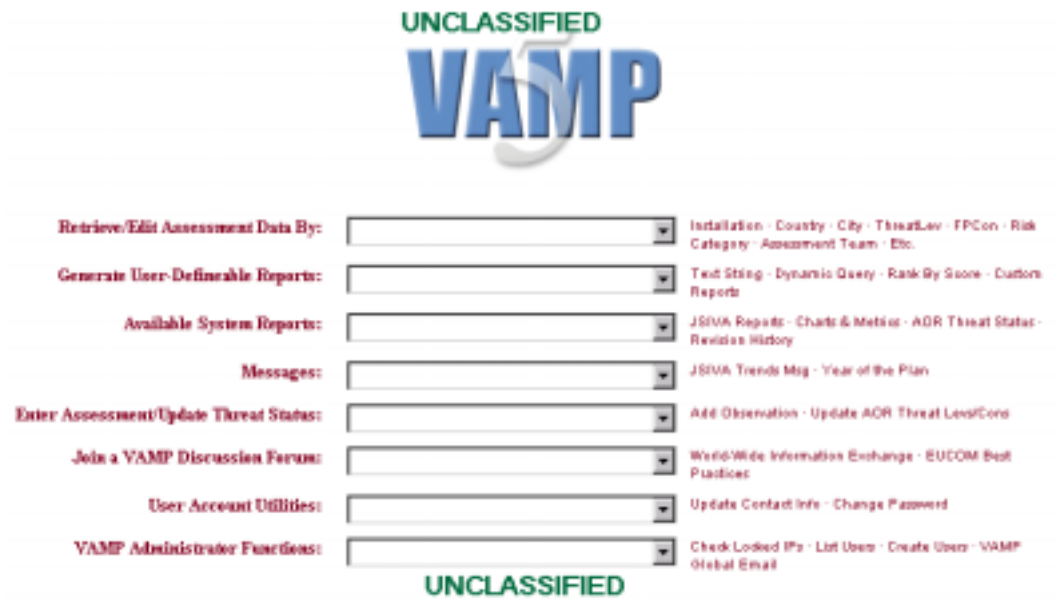 UNCLASSIFIED
VAMP 5
Retrieve/Edit Assessment Data By:
Installation - Country - City - ThreatLev - FPCon - Risk
Category - Assessment Team - Etc.
Generate User-Defineable Reports:
Text String - Dynamic Query - Rank By Score - Custom
Reports
Available System Reports:
JSIVA Reports - Charts & Metrics - AOR Threat Status -
Revision History
Messages:
JSIVA Trends Msg - Year of the Plan
Enter Assessment/Update Threat Status:
Add Observation - Update AOR Threat Levs/Cons
Join a VAMP Discussion Forum:
World-Wide Information Exchange - EUCOM Best
Practices
User Account Utilities:
Update Contact Info - Change Password
VAMP Administrator Functions:
Check Locked IPs - List Users - Create Users - VAMP
Global Email
UNCLASSIFIED